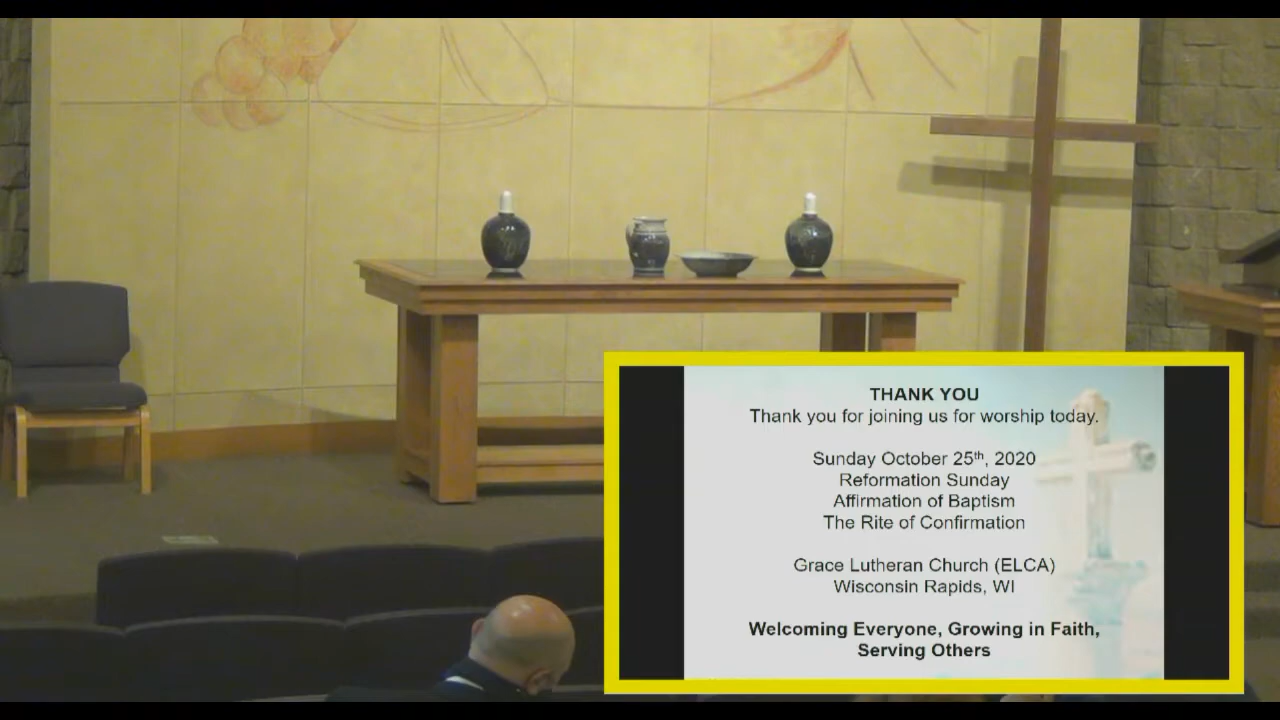 THANK YOU
Thank you for joining us for worship today.
Sunday October 25th, 2020
Reformation Sunday
Affirmation of Baptism
The Rite of Confirmation
Grace Lutheran Church (ELCA)
Wisconsin Rapids, WI
Welcoming Everyone, Growing in Faith,
Serving Others